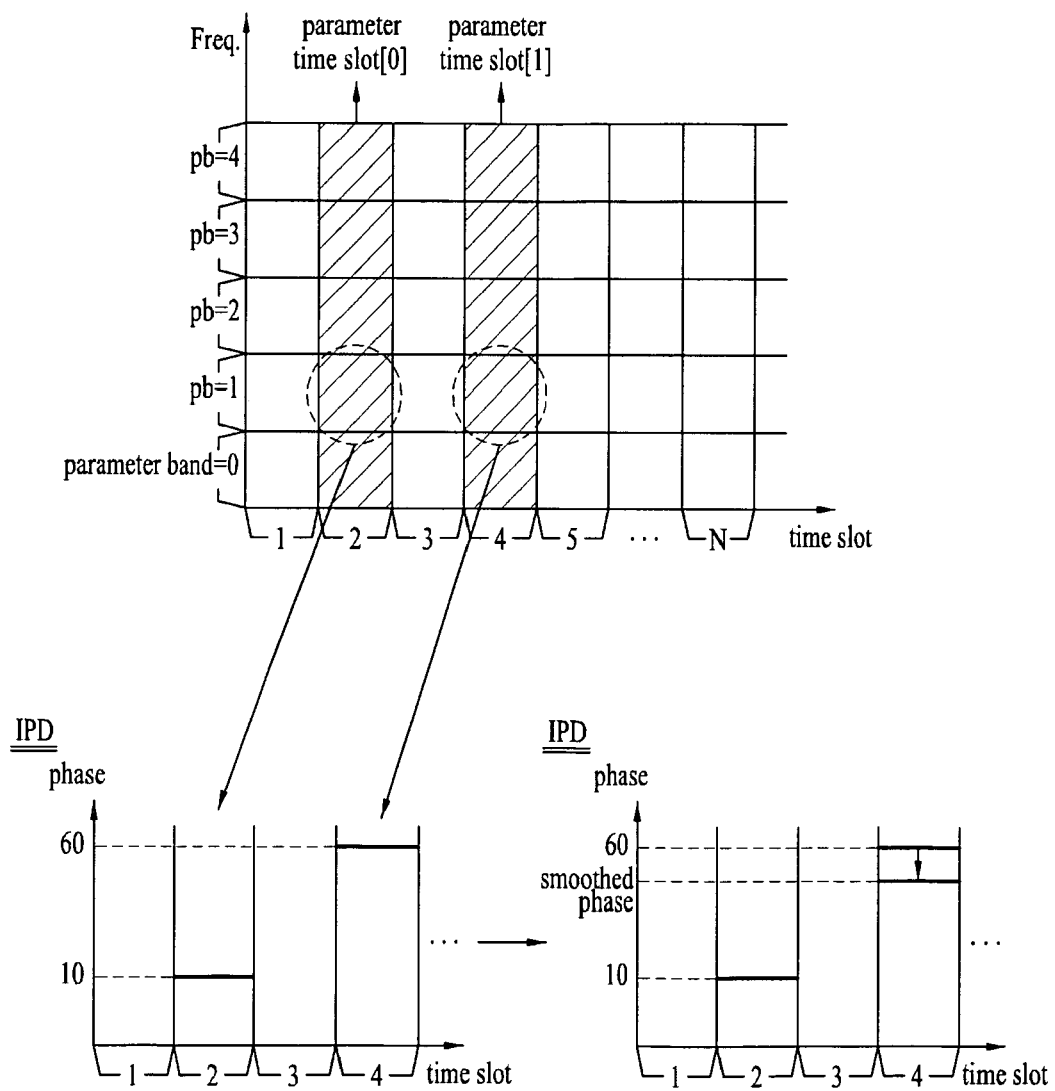 Freq.
parameter
time slot[0]
parameter
time slot[1]
pb=4
pb=3
pb=2
pb=1
parameter band=0
1
2
3
4
5
...
N
time slot
IPD
phase
60
10
...
1
2
3
4
time slot
IPD
phase
60
smoothed
phase
10
...
1
2
3
4
time slot